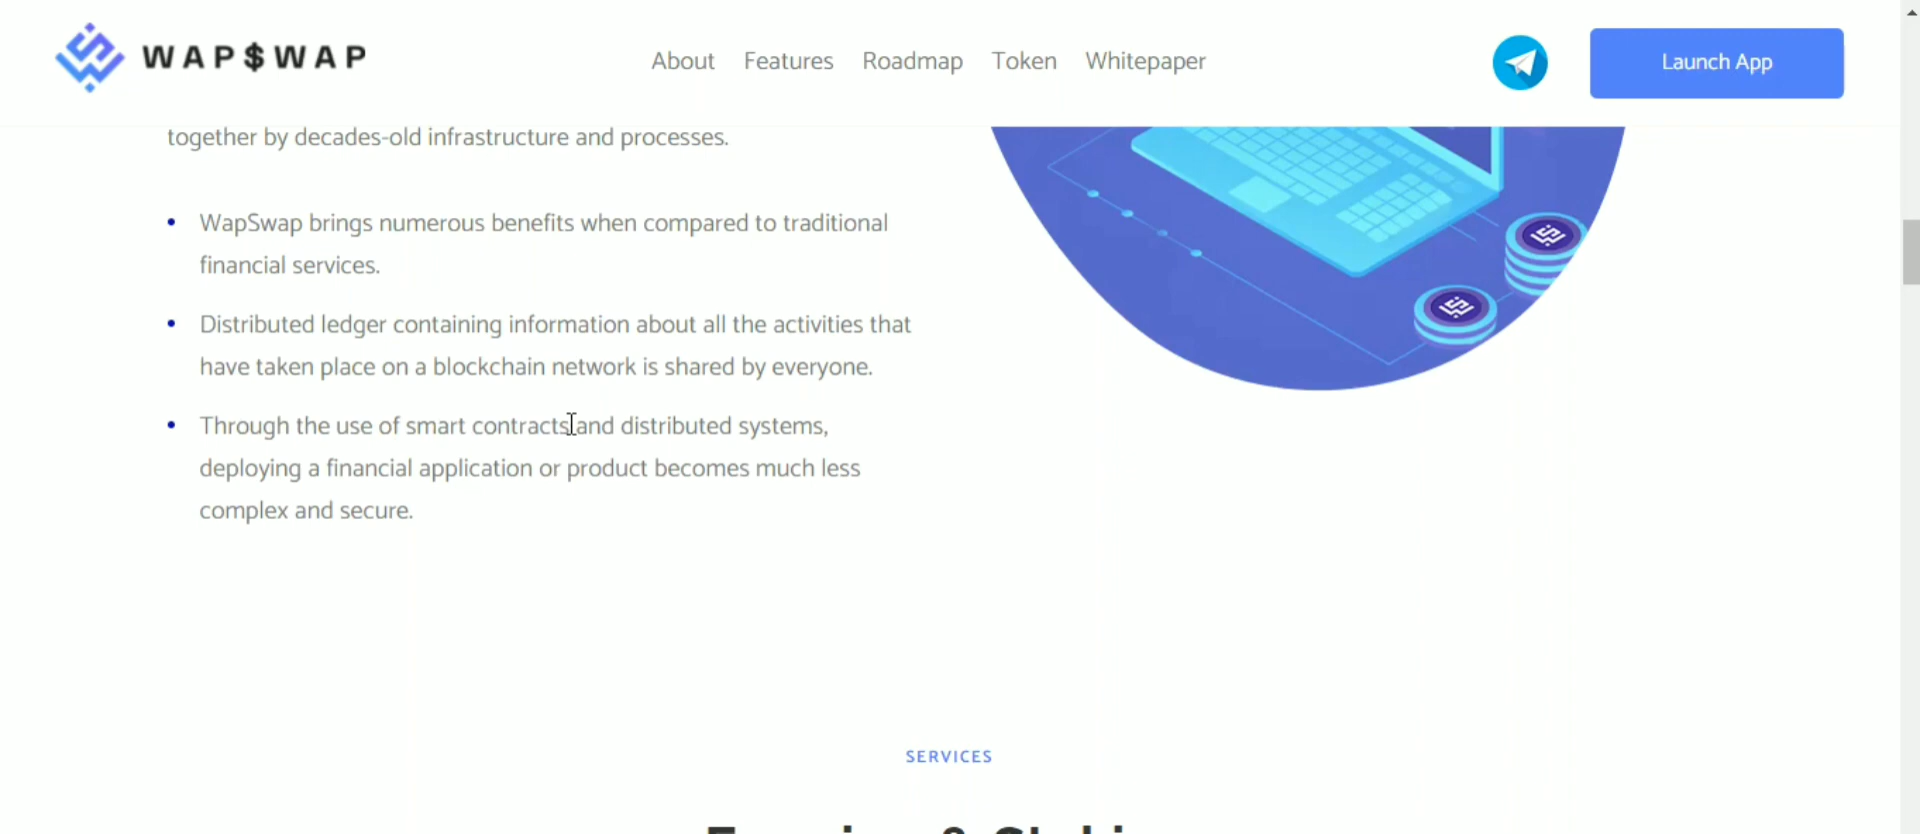 WAP$WAP
About Features Roadmap Token Whitepaper
Launch App
together by decades-old infrastructure and processes.
WapSwap brings numerous benefits when compared to traditional
financial services.
Distributed ledger containing information about all the activities that
have taken place on a blockchain network is shared by everyone.
Through the use of smart contracts and distributed systems,
deploying a financial application or product becomes much less
complex and secure.
SERVICES